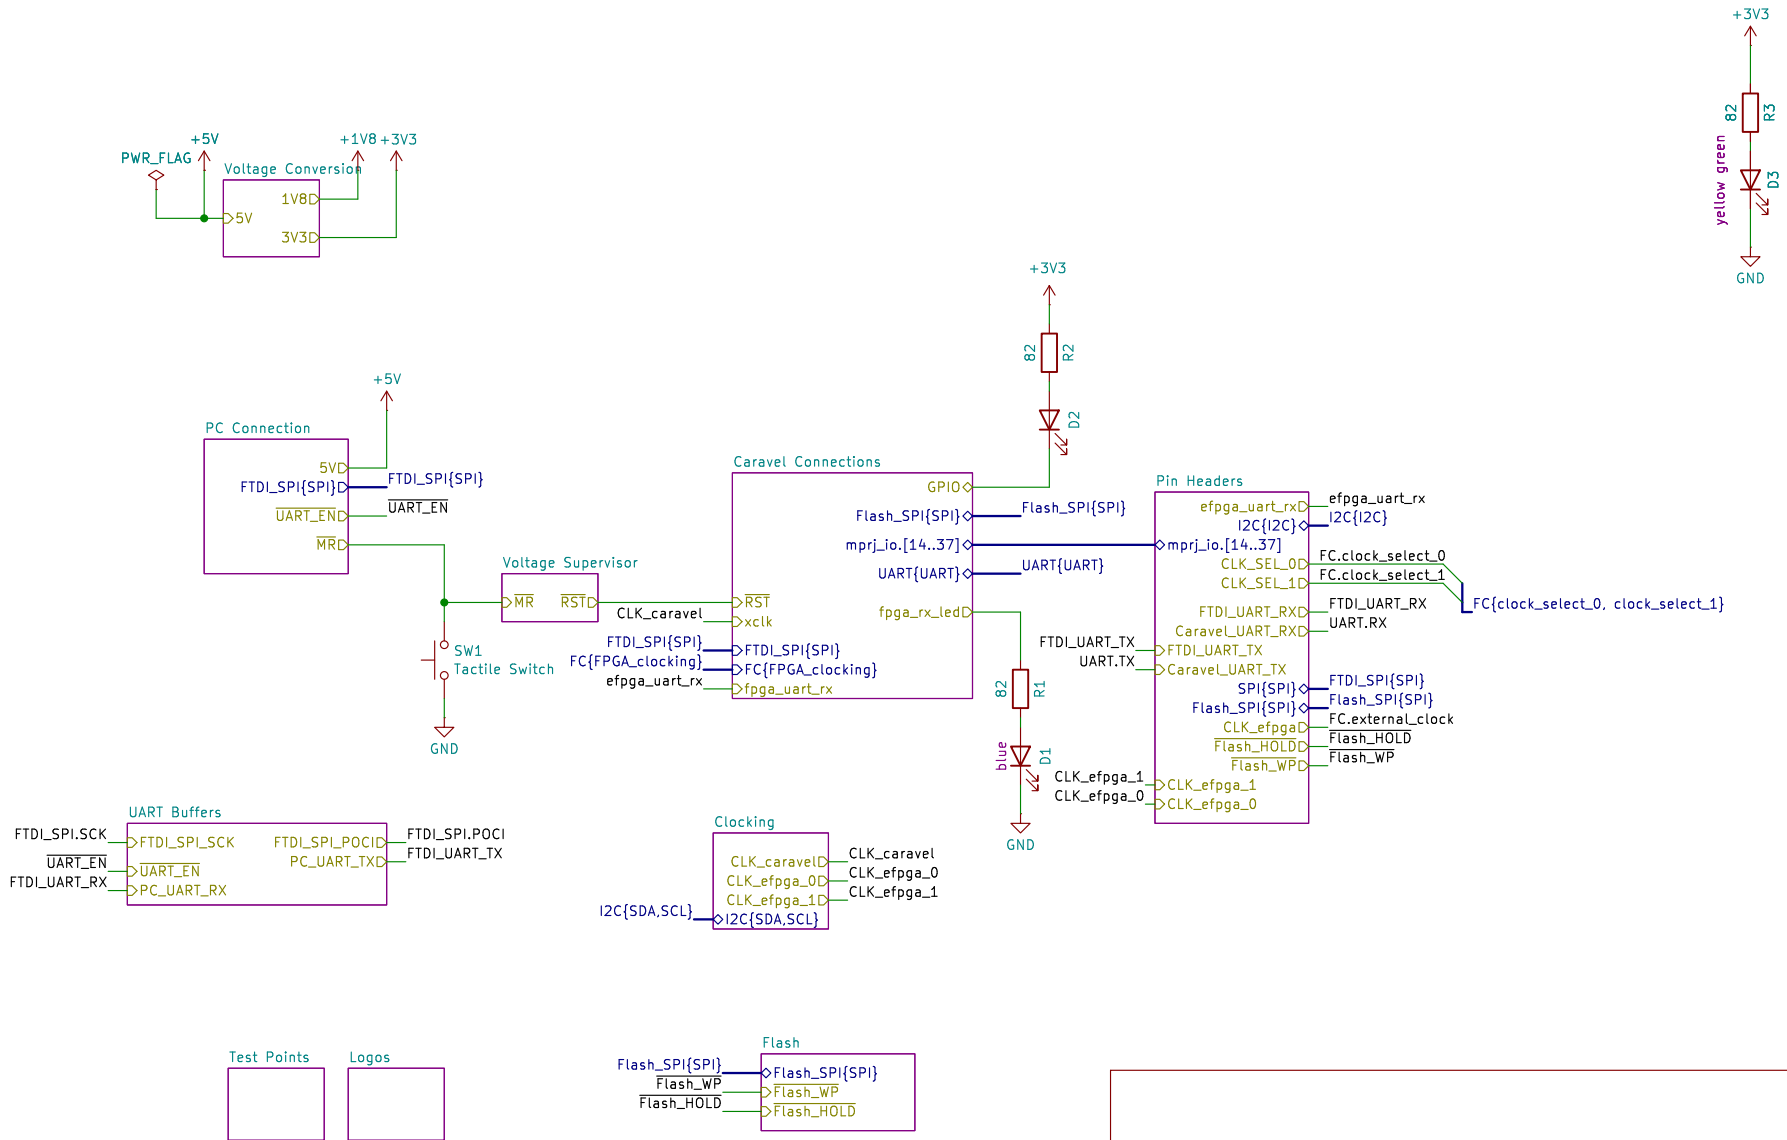 +3V3
82
R3
yellow green
D3
GND
+5V
+1V8
+3V3
PWR_FLAG
Voltage Conversion
1V8
5V
3V3
+3V3
82
R2
D2
+5V
PC Connection
5V
FTDI_SPI{SPI}
FTDI_SPI{SPI}
UART_EN
UART_EN
MR
Voltage Supervisor
MR
RST
SW1
Tactile Switch
GND
Caravel Connections
GPIO
Flash_SPI{SPI}
Flash_SPI{SPI}
mprj_io.[14..37]
UART{UART}
UART{UART}
RST
fpga_rx_led
CLK_caravel
xclk
FTDI_SPI{SPI}
FTDI_SPI{SPI}
FC{FPGA_clocking}
FC{FPGA_clocking}
efpga_uart_rx
fpga_uart_rx
82
R1
blue
D1
GND
Pin Headers
efpga_uart_rx
efpga_uart_rx
I2C{I2C}
I2C{I2C}
mprj_io.[14..37]
CLK_SEL_0
FC.clock_select_0
CLK_SEL_1
FC.clock_select_1
FC{clock_select_0, clock_select_1}
FTDI_UART_RX
FTDI_UART_RX
Caravel_UART_RX
UART.RX
FTDI_UART_TX
FTDI_UART_TX
UART.TX
Caravel_UART_TX
SPI{SPI}
FTDI_SPI{SPI}
Flash_SPI{SPI}
Flash_SPI{SPI}
CLK_efpga
FC.external_clock
Flash_HOLD
Flash_HOLD
Flash_WP
Flash_WP
CLK_efpga_1
CLK_efpga_1
CLK_efpga_0
CLK_efpga_0
UART Buffers
FTDI_SPI.SCK
FTDI_SPI_SCK
FTDI_SPI_POCI
FTDI_SPI.POCI
UART_EN
UART_EN
PC_UART_TX
FTDI_UART_TX
FTDI_UART_RX
PC_UART_RX
Clocking
CLK_caravel
CLK_caravel
CLK_efpga_0
CLK_efpga_0
CLK_efpga_1
CLK_efpga_1
I2C{SDA,SCL}
I2C{SDA,SCL}
Test Points
Logos
Flash
Flash_SPI{SPI}
Flash_SPI{SPI}
Flash_WP
Flash_WP
Flash_HOLD
Flash_HOLD